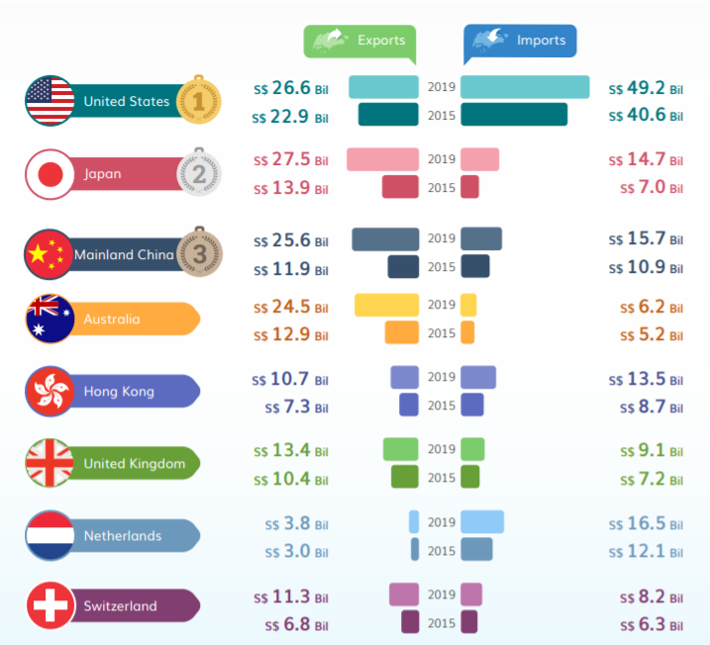 Exports Imports
S$ 26.6 Bil 2019 S$ 49.2 Bil
United States 1
S$ 22.9 Bil 2015 S$ 40.6 Bil
S$ 27.5 Bil 2019 S$ 14.7 Bil
Japan 2
S$ 13.9 Bil 2015 S$ 7.0 Bil
S$ 25.6 Bil 2019 S$ 15.7 Bil
Mainland China 3
S$ 11.9 Bil 2015 S$ 10.9 Bil
S$ 24.5 Bil 2019 S$ 6.2 Bil
Australia
S$ 12.9 Bil 2015 S$ 5.2 Bil
S$ 10.7 Bil 2019 S$ 13.5 Bil
Hong Kong
S$ 7.3 Bil 2015 S$ 8.7 Bil
S$ 13.4 Bil 2019 S$ 9.1 Bil
United Kingdom
S$ 10.4 Bil 2015 S$ 7.2 Bil
S$ 3.8 Bil 2019 S$ 16.5 Bil
Netherlands
S$ 3.0 Bil 2015 S$ 12.1 Bil
S$ 11.3 Bil 2019 S$ 8.2 Bil
Switzerland
S$ 6.8 Bil 2015 S$ 6.3 Bil